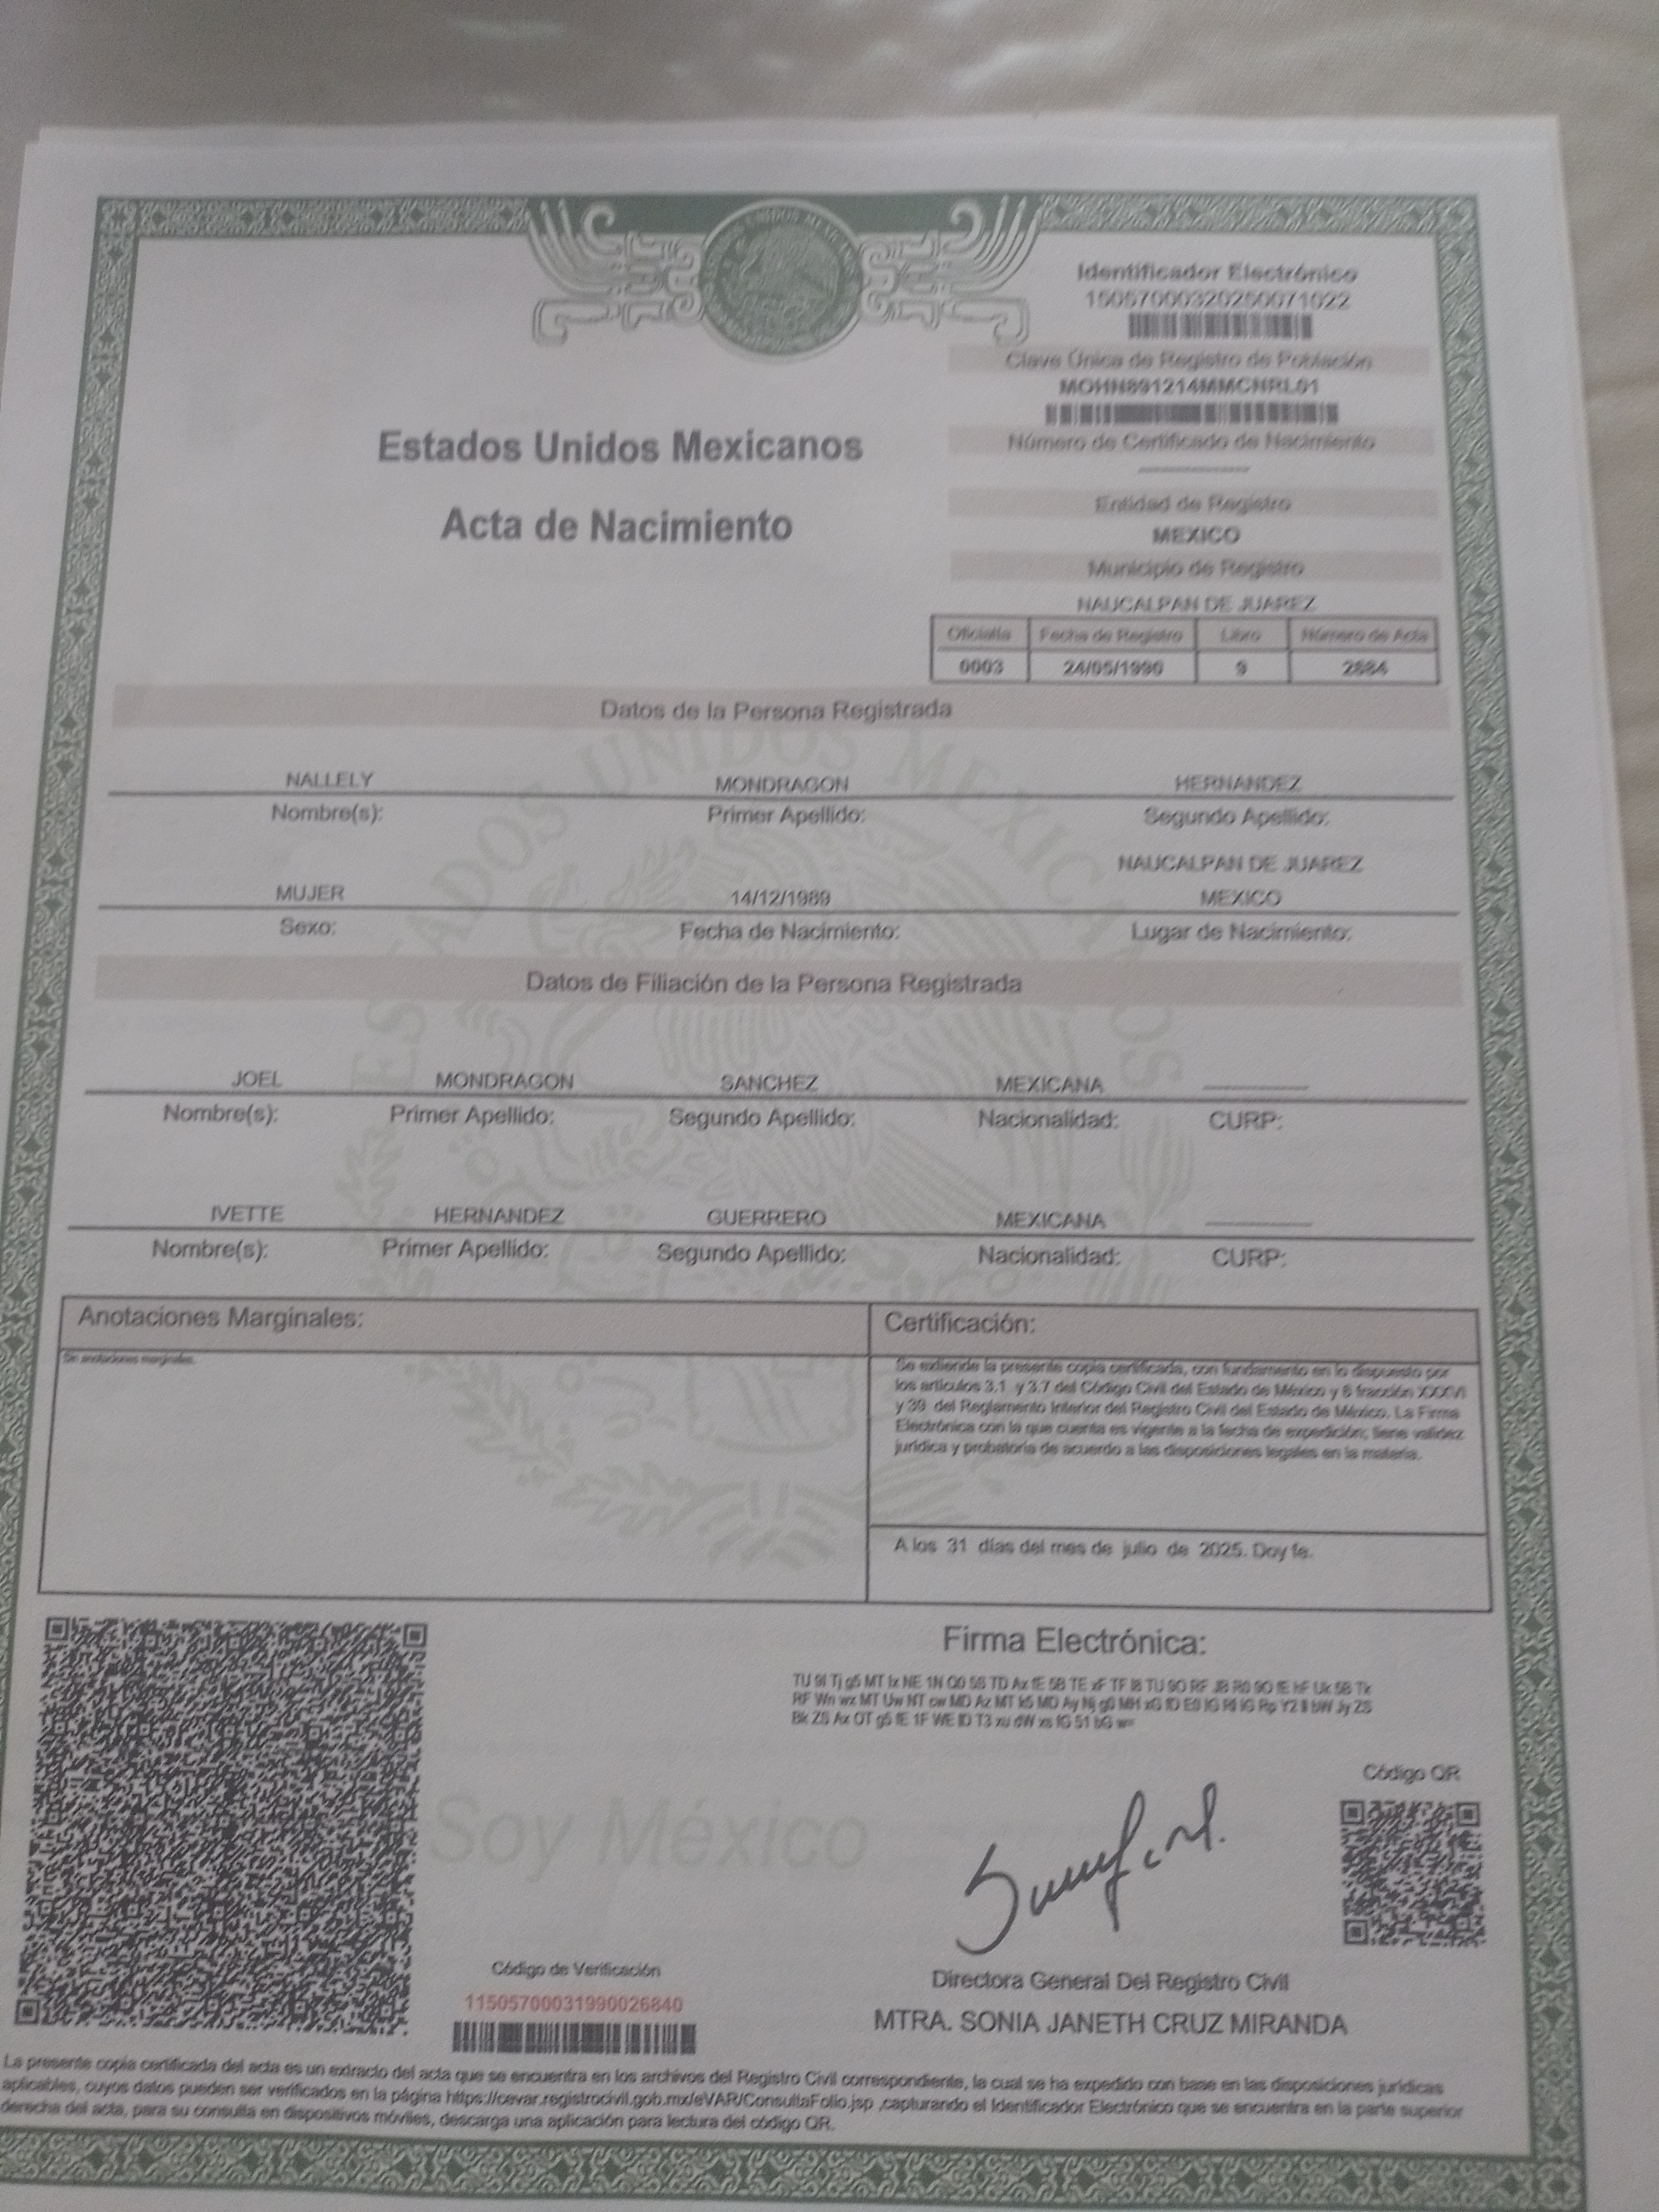 Identificador Electrónico
15057000320250071022
Clave Única de Registro de Población
MOHN891214MMCNRL01
Número de Certificado de Nacimiento
Estados Unidos Mexicanos
Acta de Nacimiento
Entidad de Registro
MEXICO
Municipio de Registro
NAUCALPAN DE JUAREZ
Oficialía Fecha de Registro Libro Número de Acta
0003 24/05/1990 9 2684
Datos de la Persona Registrada
NALLELY MONDRAGON HERNANDEZ
Nombre(s): Primer Apellido: Segundo Apellido:
NAUCALPAN DE JUAREZ
MUJER 14/12/1989 MEXICO
Sexo: Fecha de Nacimiento: Lugar de Nacimiento:
Datos de Filiación de la Persona Registrada
JOEL MONDRAGON SANCHEZ MEXICANA
Nombre(s): Primer Apellido: Segundo Apellido: Nacionalidad: CURP:
IVETTE HERNANDEZ GUERRERO MEXICANA
Nombre(s): Primer Apellido: Segundo Apellido: Nacionalidad: CURP:
Anotaciones Marginales:
Sin anotaciones marginales.
Certificación:
Se extiende la presente copia certificada, con fundamento en lo dispuesto por
los artículos 3.1 y 3.7 del Código Civil del Estado de México y 6 fracción XXXVI
y 39 del Reglamento Interior del Registro Civil del Estado de México. La Firma
Electrónica con la que cuenta es vigente a la fecha de expedición; tiene validez
jurídica y probatoria de acuerdo a las disposiciones legales en la materia.
A los 31 días del mes de julio de 2025. Doy fe.
Firma Electrónica:
Código QR
Soy México
Código de Verificación
11505700031990026840
Directora General Del Registro Civil
MTRA. SONIA JANETH CRUZ MIRANDA
La presente copia certificada del acta es un extracto del acta que se encuentra en los archivos del Registro Civil correspondiente, la cual se ha expedido con base en las disposiciones jurídicas
aplicables, cuyos datos pueden ser verificados en la página https://cevar.registrocivil.gob.mx/eVAR/ConsultaFolio.jsp ,capturando el Identificador Electrónico que se encuentra en la parte superior
derecha del acta, para su consulta en dispositivos móviles, descarga una aplicación para lectura del código QR.